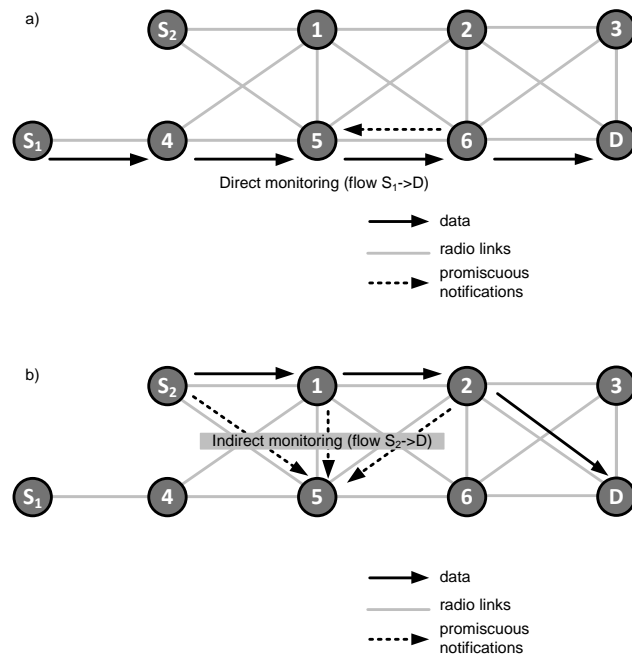 a)
S2 1 2 3
S1 4 5 6 D
Direct monitoring (flow S1->D)
data
radio links
promiscuous
notifications
b)
S2 1 2 3
Indirect monitoring (flow S2->D)
S1 4 5 6 D
data
radio links
promiscuous
notifications